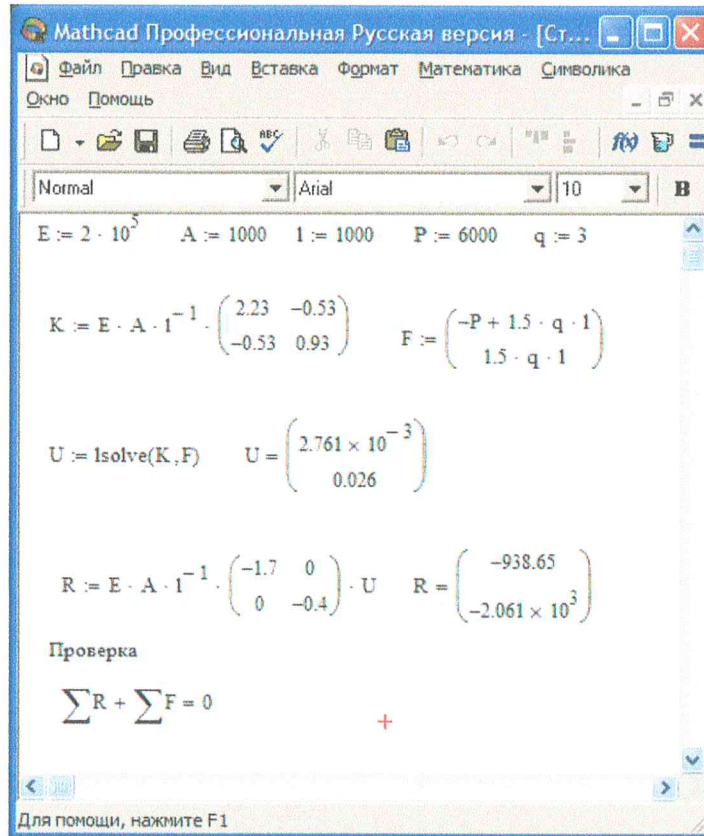 Mathcad Профессиональная Русская версия - [Ст...
Файл Правка Вид Вставка Формат Математика Символика
Окно Помощь
ABC f(x) =
Normal Arial 10 B
E := 2 · 10^5 A := 1000 l := 1000 P := 6000 q := 3
K := E · A · l^-1 · (2.23 -0.53; -0.53 0.93) F := (-P + 1.5 · q · l; 1.5 · q · l)
U := lsolve(K,F) U = (2.761 × 10^-3; 0.026)
R := E · A · l^-1 · (-1.7 0; 0 -0.4) · U R = (-938.65; -2.061 × 10^3)
Проверка
∑R + ∑F = 0
Для помощи, нажмите F1